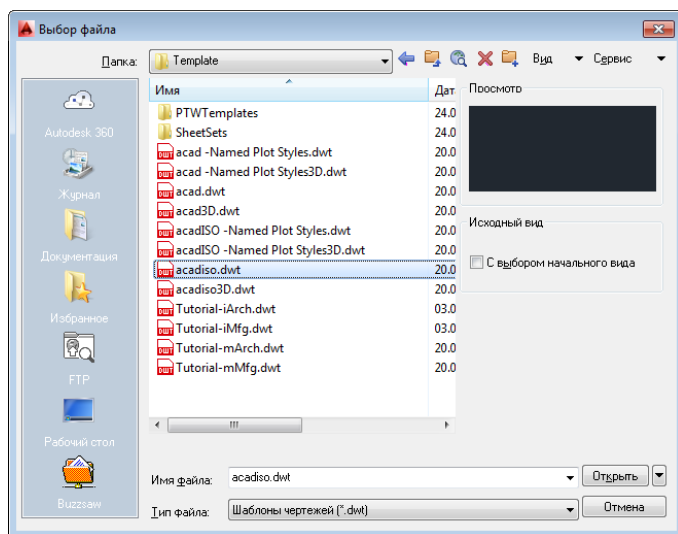 Выбор файла
Папка: Template Вид Сервис
Имя Дат
PTWTemplates 24.0
SheetSets 24.0
acad -Named Plot Styles.dwt 20.0
acad -Named Plot Styles3D.dwt 20.0
acad.dwt 20.0
acad3D.dwt 20.0
acadISO -Named Plot Styles.dwt 20.0
acadISO -Named Plot Styles3D.dwt 20.0
acadiso.dwt 20.0
acadiso3D.dwt 20.0
Tutorial-iArch.dwt 03.0
Tutorial-iMfg.dwt 03.0
Tutorial-mArch.dwt 20.0
Tutorial-mMfg.dwt 20.0
Autodesk 360
Журнал
Документация
Избранное
FTP
Рабочий стол
Buzzsaw
Просмотр
Исходный вид
С выбором начального вида
Имя файла: acadiso.dwt Открыть
Тип файла: Шаблоны чертежей (*.dwt) Отмена